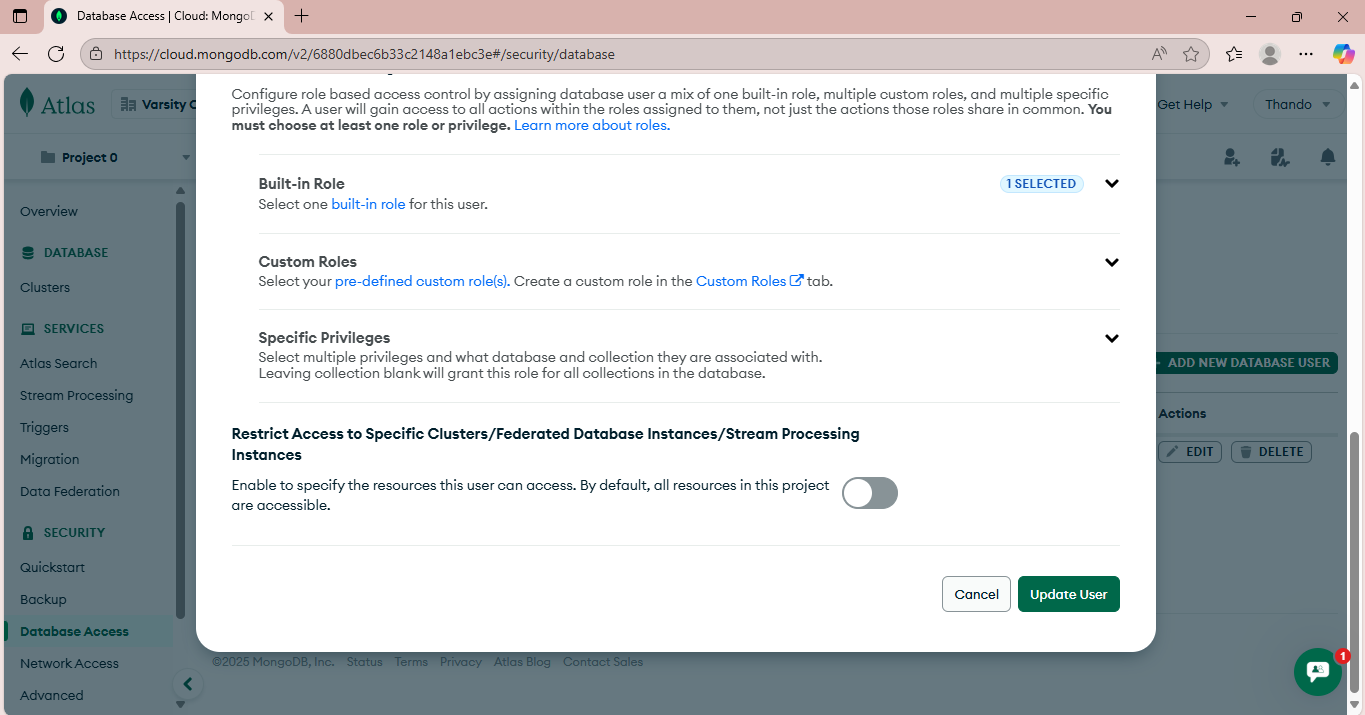 Database Access | Cloud: MongoD
https://cloud.mongodb.com/v2/6880dbec6b33c2148a1ebc3e#/security/database
Atlas
Varsity
Get Help
Thando
Project 0
Overview
DATABASE
Clusters
SERVICES
Atlas Search
Stream Processing
Triggers
Migration
Data Federation
SECURITY
Quickstart
Backup
Database Access
Network Access
Advanced
Configure role based access control by assigning database user a mix of one built-in role, multiple custom roles, and multiple specific
privileges. A user will gain access to all actions within the roles assigned to them, not just the actions those roles share in common. You
must choose at least one role or privilege. Learn more about roles.
Built-in Role
1 SELECTED
Select one built-in role for this user.
Custom Roles
Select your pre-defined custom role(s). Create a custom role in the Custom Roles tab.
Specific Privileges
Select multiple privileges and what database and collection they are associated with.
Leaving collection blank will grant this role for all collections in the database.
Restrict Access to Specific Clusters/Federated Database Instances/Stream Processing
Instances
Enable to specify the resources this user can access. By default, all resources in this project
are accessible.
Cancel
Update User
ADD NEW DATABASE USER
Actions
EDIT
DELETE
©2025 MongoDB, Inc. Status Terms Privacy Atlas Blog Contact Sales
1